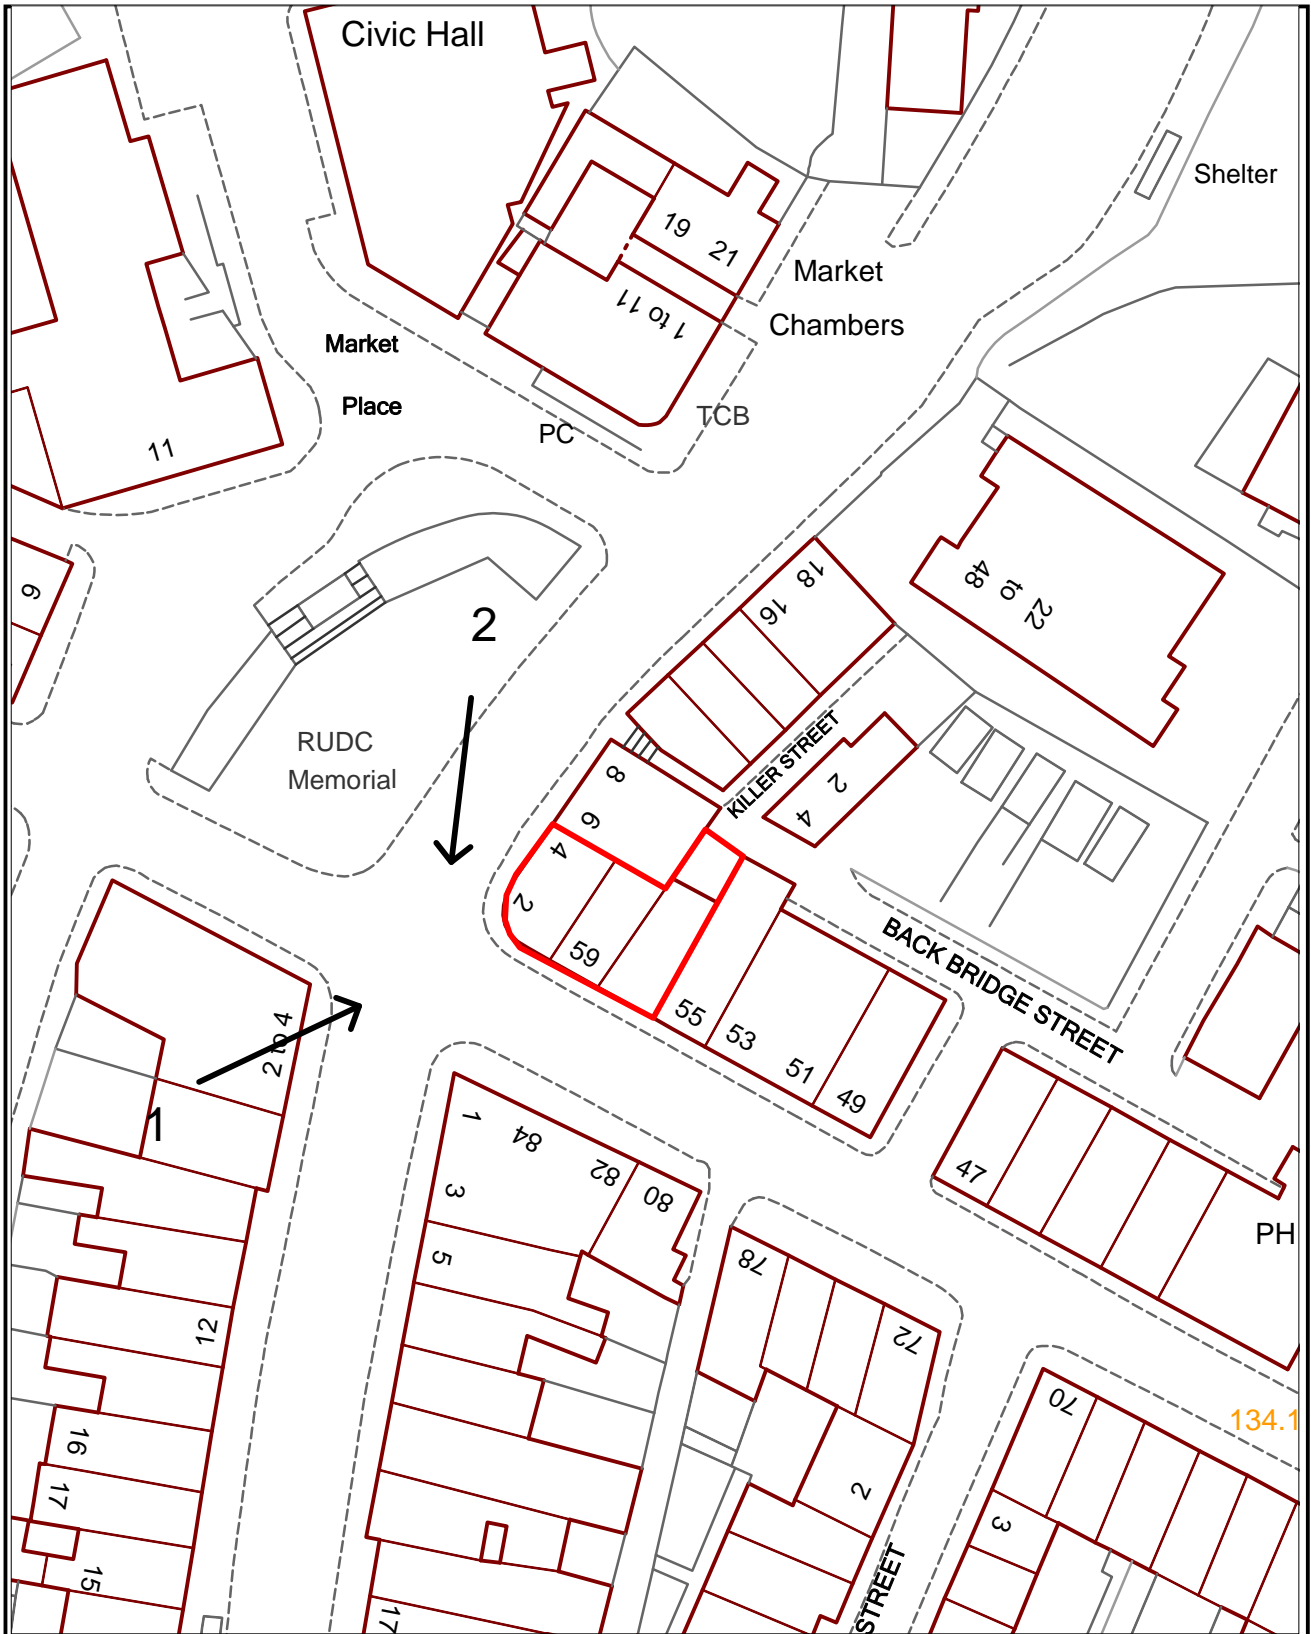 Civic Hall
Shelter
19
21
Market
Chambers
1 to 11
Market
Place
TCB
PC
11
18
16
48
to
22
6
2
RUDC
Memorial
KILLER STREET
8
6
4
2
2
4
59
55
53
51
49
BACK BRIDGE STREET
2 to 4
1
1
3
5
84
82
80
47
PH
78
72
12
70
134.1
16
17
15
2
3
17
STREET